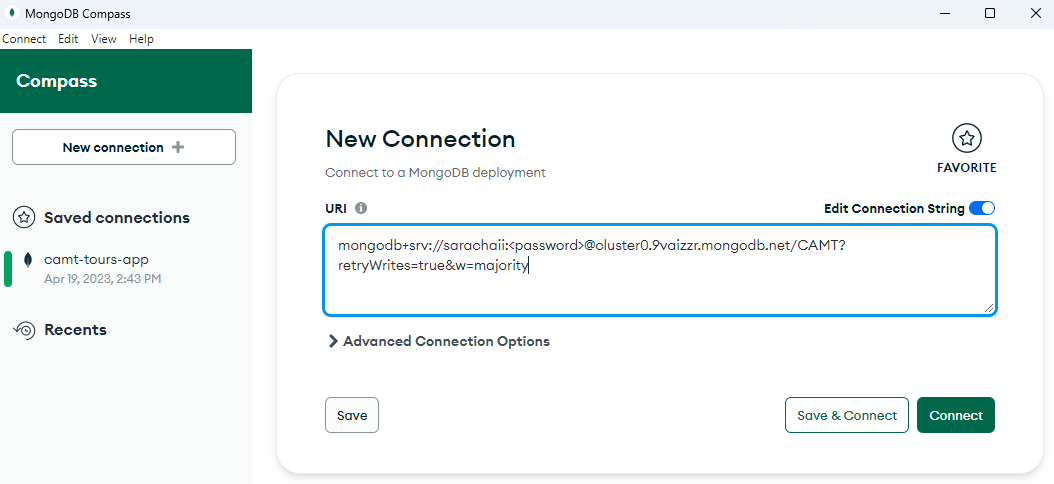 MongoDB Compass
Connect Edit View Help
Compass
New connection
Saved connections
camt-tours-app
Apr 19, 2023, 2:43 PM
Recents
New Connection
Connect to a MongoDB deployment
FAVORITE
URI
Edit Connection String
mongodb+srv://sarachaii:<password>@cluster0.9vaizzr.mongodb.net/CAMT?
retryWrites=true&w=majority
Advanced Connection Options
Save
Save & Connect
Connect